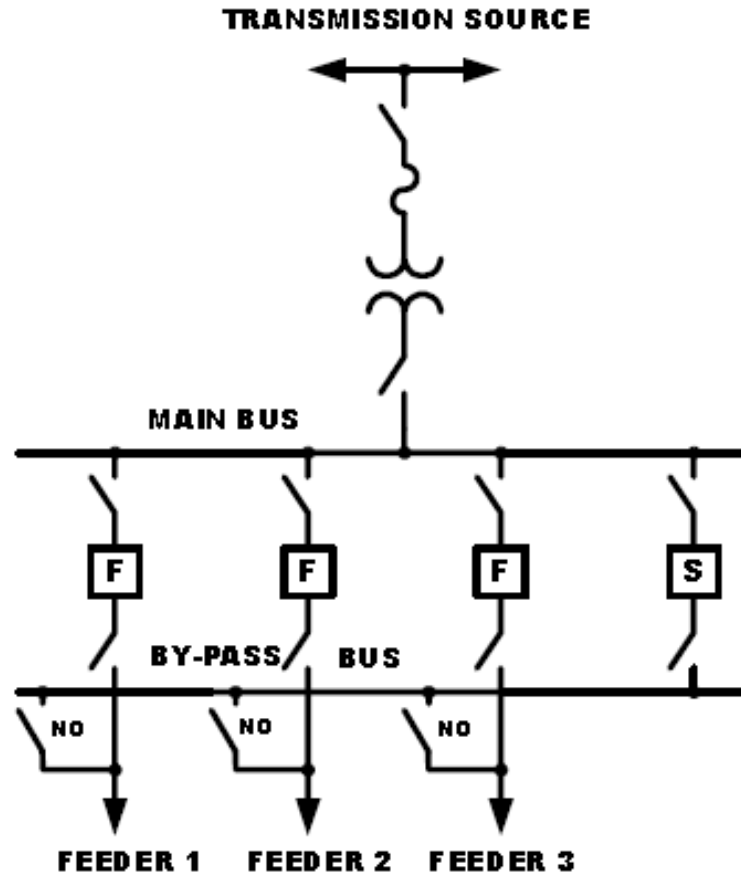 TRANSMISSION SOURCE
MAIN BUS
F F F S
BY-PASS BUS
NO NO NO
FEEDER 1 FEEDER 2 FEEDER 3